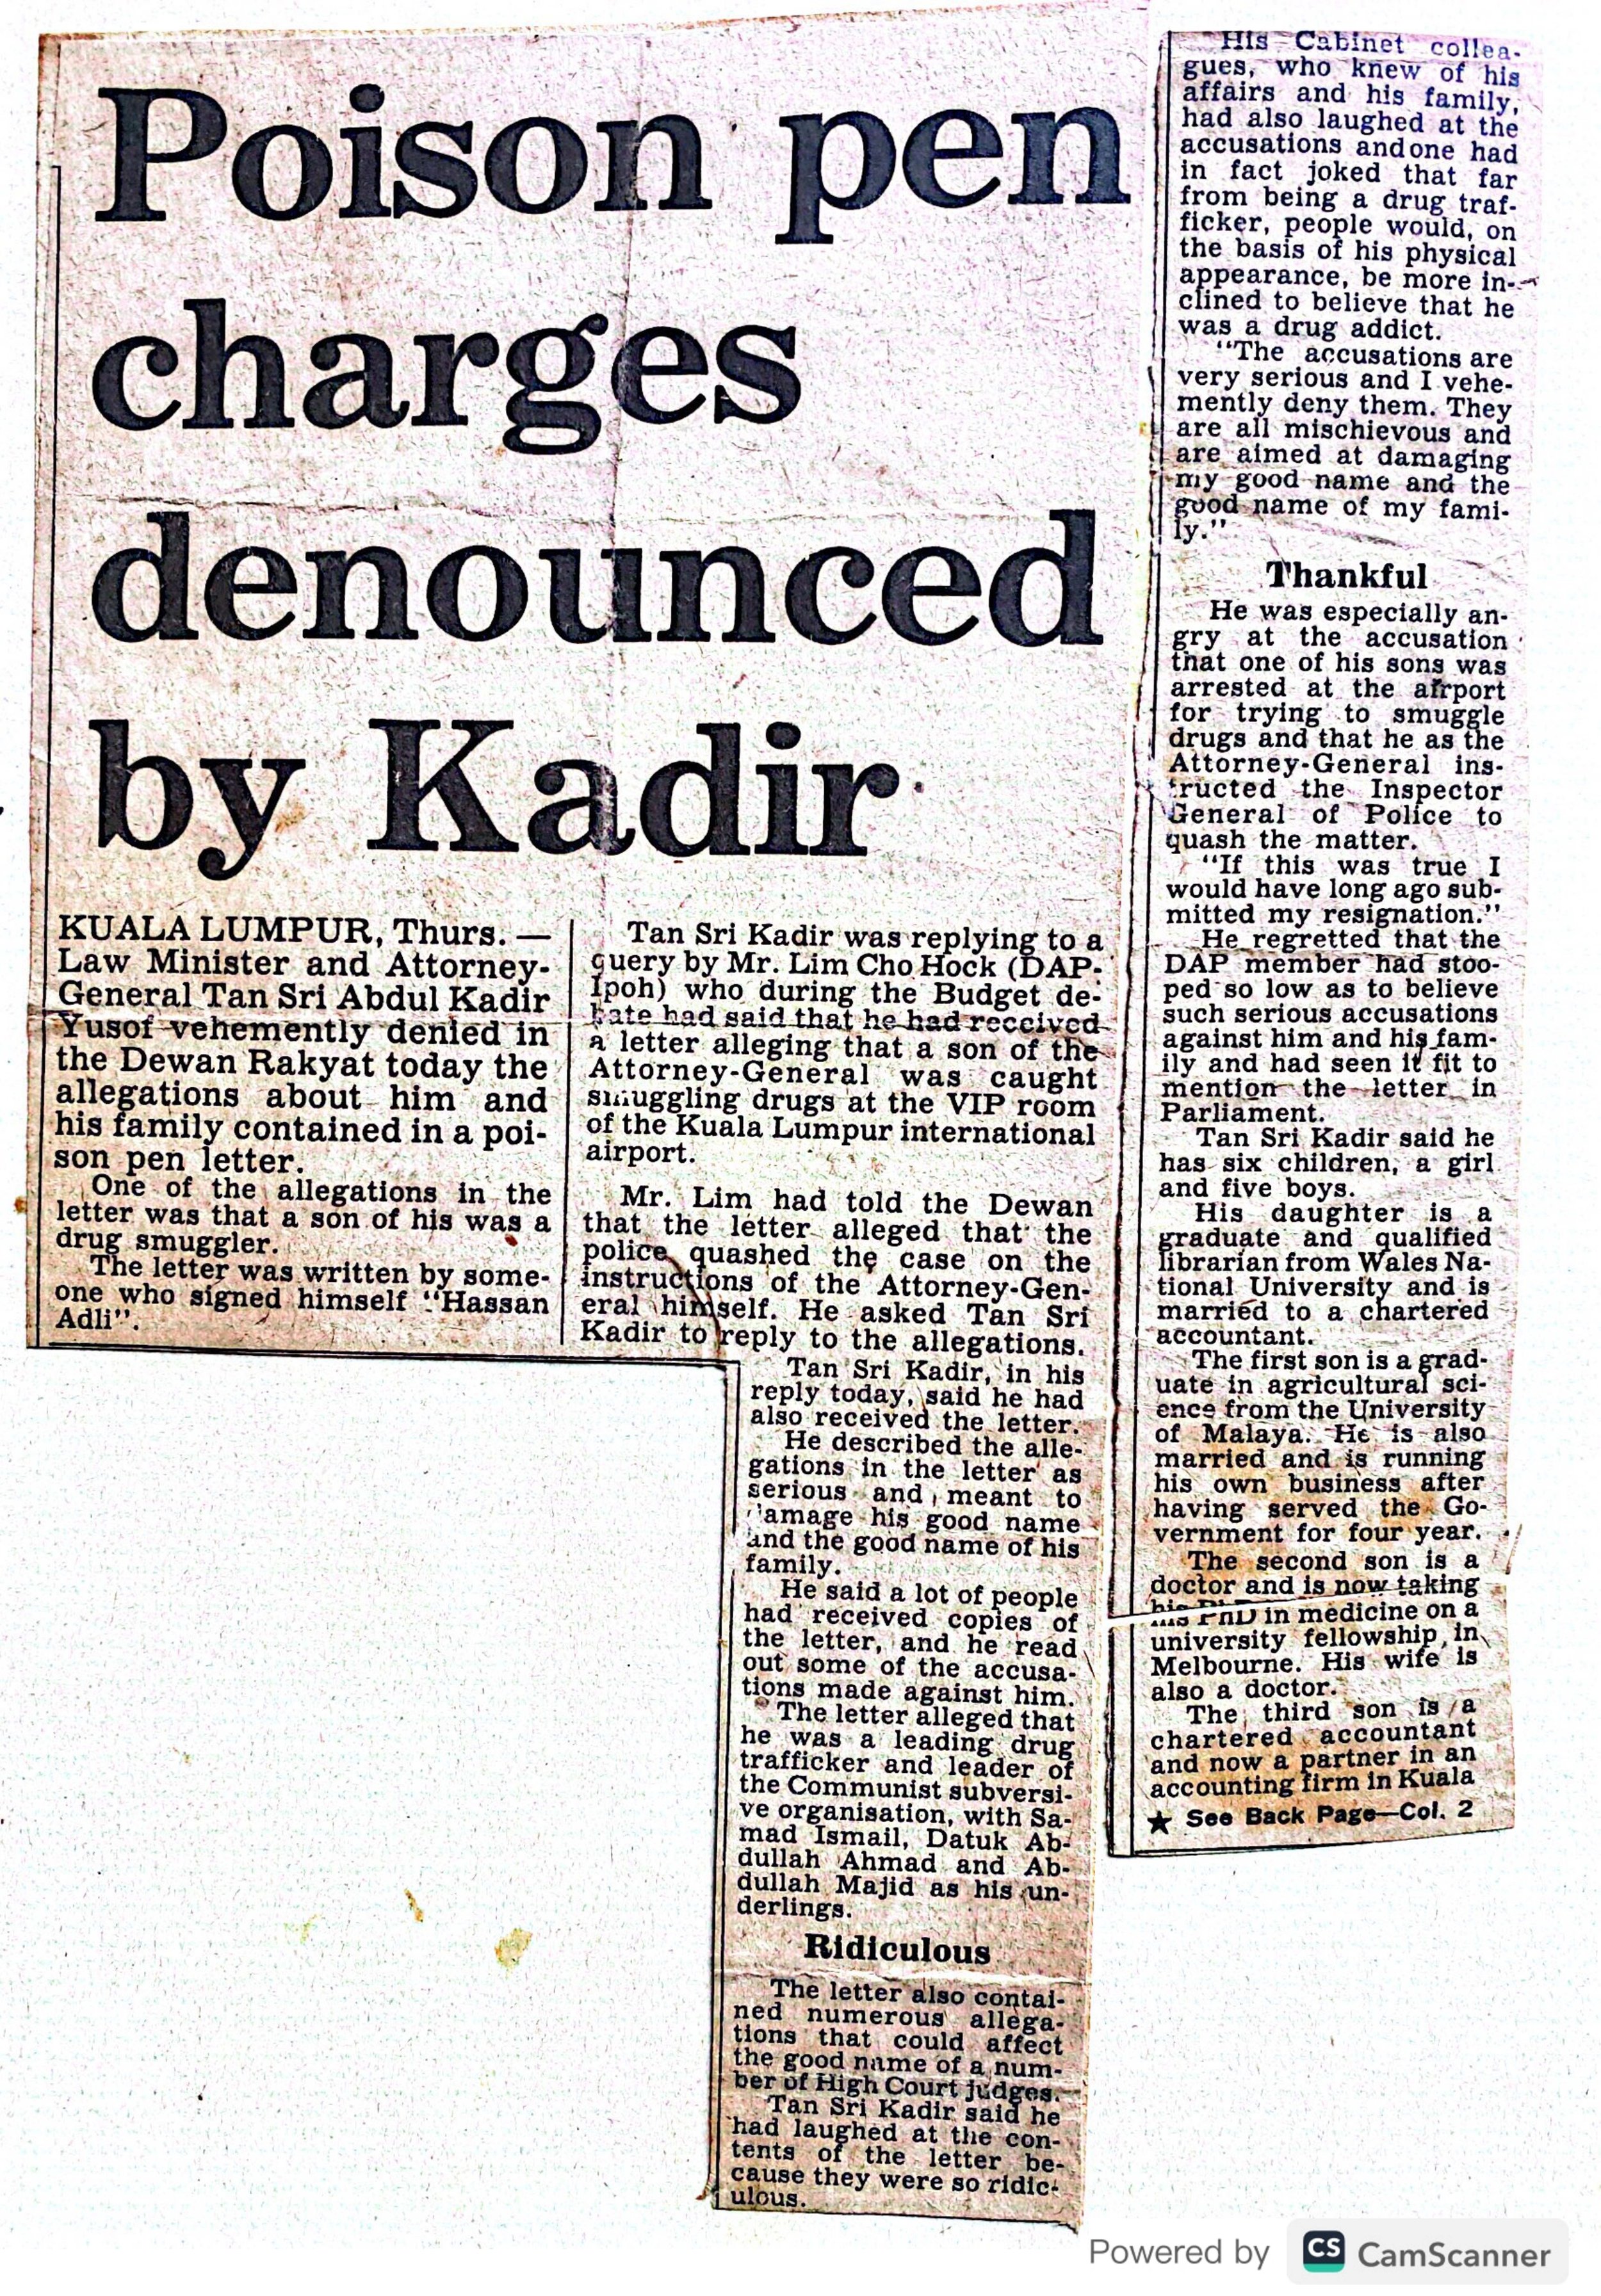 Poison pen
charges
denounced
by Kadir
KUALA LUMPUR, Thurs. —
Law Minister and Attorney-
General Tan Sri Abdul Kadir
Yusof vehemently denied in
the Dewan Rakyat today the
allegations about him and
his family contained in a poi-
son pen letter.
One of the allegations in the
letter was that a son of his was a
drug smuggler.
The letter was written by some-
one who signed himself "Hassan
Adli".
Tan Sri Kadir was replying to a
query by Mr. Lim Cho Hock (DAP-
Ipoh) who during the Budget de-
bate had said that he had received
a letter alleging that a son of the
Attorney-General was caught
smuggling drugs at the VIP room
of the Kuala Lumpur international
airport.
Mr. Lim had told the Dewan
that the letter alleged that the
police quashed the case on the
instructions of the Attorney-Gen-
eral himself. He asked Tan Sri
Kadir to reply to the allegations.
Tan Sri Kadir, in his
reply today, said he had
also received the letter.
He described the alle-
gations in the letter as
serious and meant to
damage his good name
and the good name of his
family.
He said a lot of people
had received copies of
the letter, and he read
out some of the accusa-
tions made against him.
The letter alleged that
he was a leading drug
trafficker and leader of
the Communist subversi-
ve organisation, with Sa-
mad Ismail, Datuk Ab-
dullah Ahmad and Ab-
dullah Majid as his un-
derlings.
Ridiculous
The letter also contai-
ned numerous allega-
tions that could affect
the good name of a num-
ber of High Court judges.
Tan Sri Kadir said he
had laughed at the con-
tents of the letter be-
cause they were so ridic-
ulous.
His Cabinet collea-
gues, who knew of his
affairs and his family,
had also laughed at the
accusations andone had
in fact joked that far
from being a drug traf-
ficker, people would, on
the basis of his physical
appearance, be more in-
clined to believe that he
was a drug addict.
"The accusations are
very serious and I vehe-
mently deny them. They
are all mischievous and
are aimed at damaging
my good name and the
good name of my fami-
ly."
Thankful
He was especially an-
gry at the accusation
that one of his sons was
arrested at the airport
for trying to smuggle
drugs and that he as the
Attorney-General ins-
tructed the Inspector
General of Police to
quash the matter.
"If this was true I
would have long ago sub-
mitted my resignation."
He regretted that the
DAP member had stoo-
ped so low as to believe
such serious accusations
against him and his fam-
ily and had seen it fit to
mention the letter in
Parliament.
Tan Sri Kadir said he
has six children, a girl
and five boys.
His daughter is a
graduate and qualified
librarian from Wales Na-
tional University and is
married to a chartered
accountant.
The first son is a grad-
uate in agricultural sci-
ence from the University
of Malaya. He is also
married and is running
his own business after
having served the Go-
vernment for four year.
The second son is a
doctor and is now taking
his PhD in medicine on a
university fellowship in
Melbourne. His wife is
also a doctor.
The third son is a
chartered accountant
and now a partner in an
accounting firm in Kuala
★ See Back Page—Col. 2
Powered by CS CamScanner